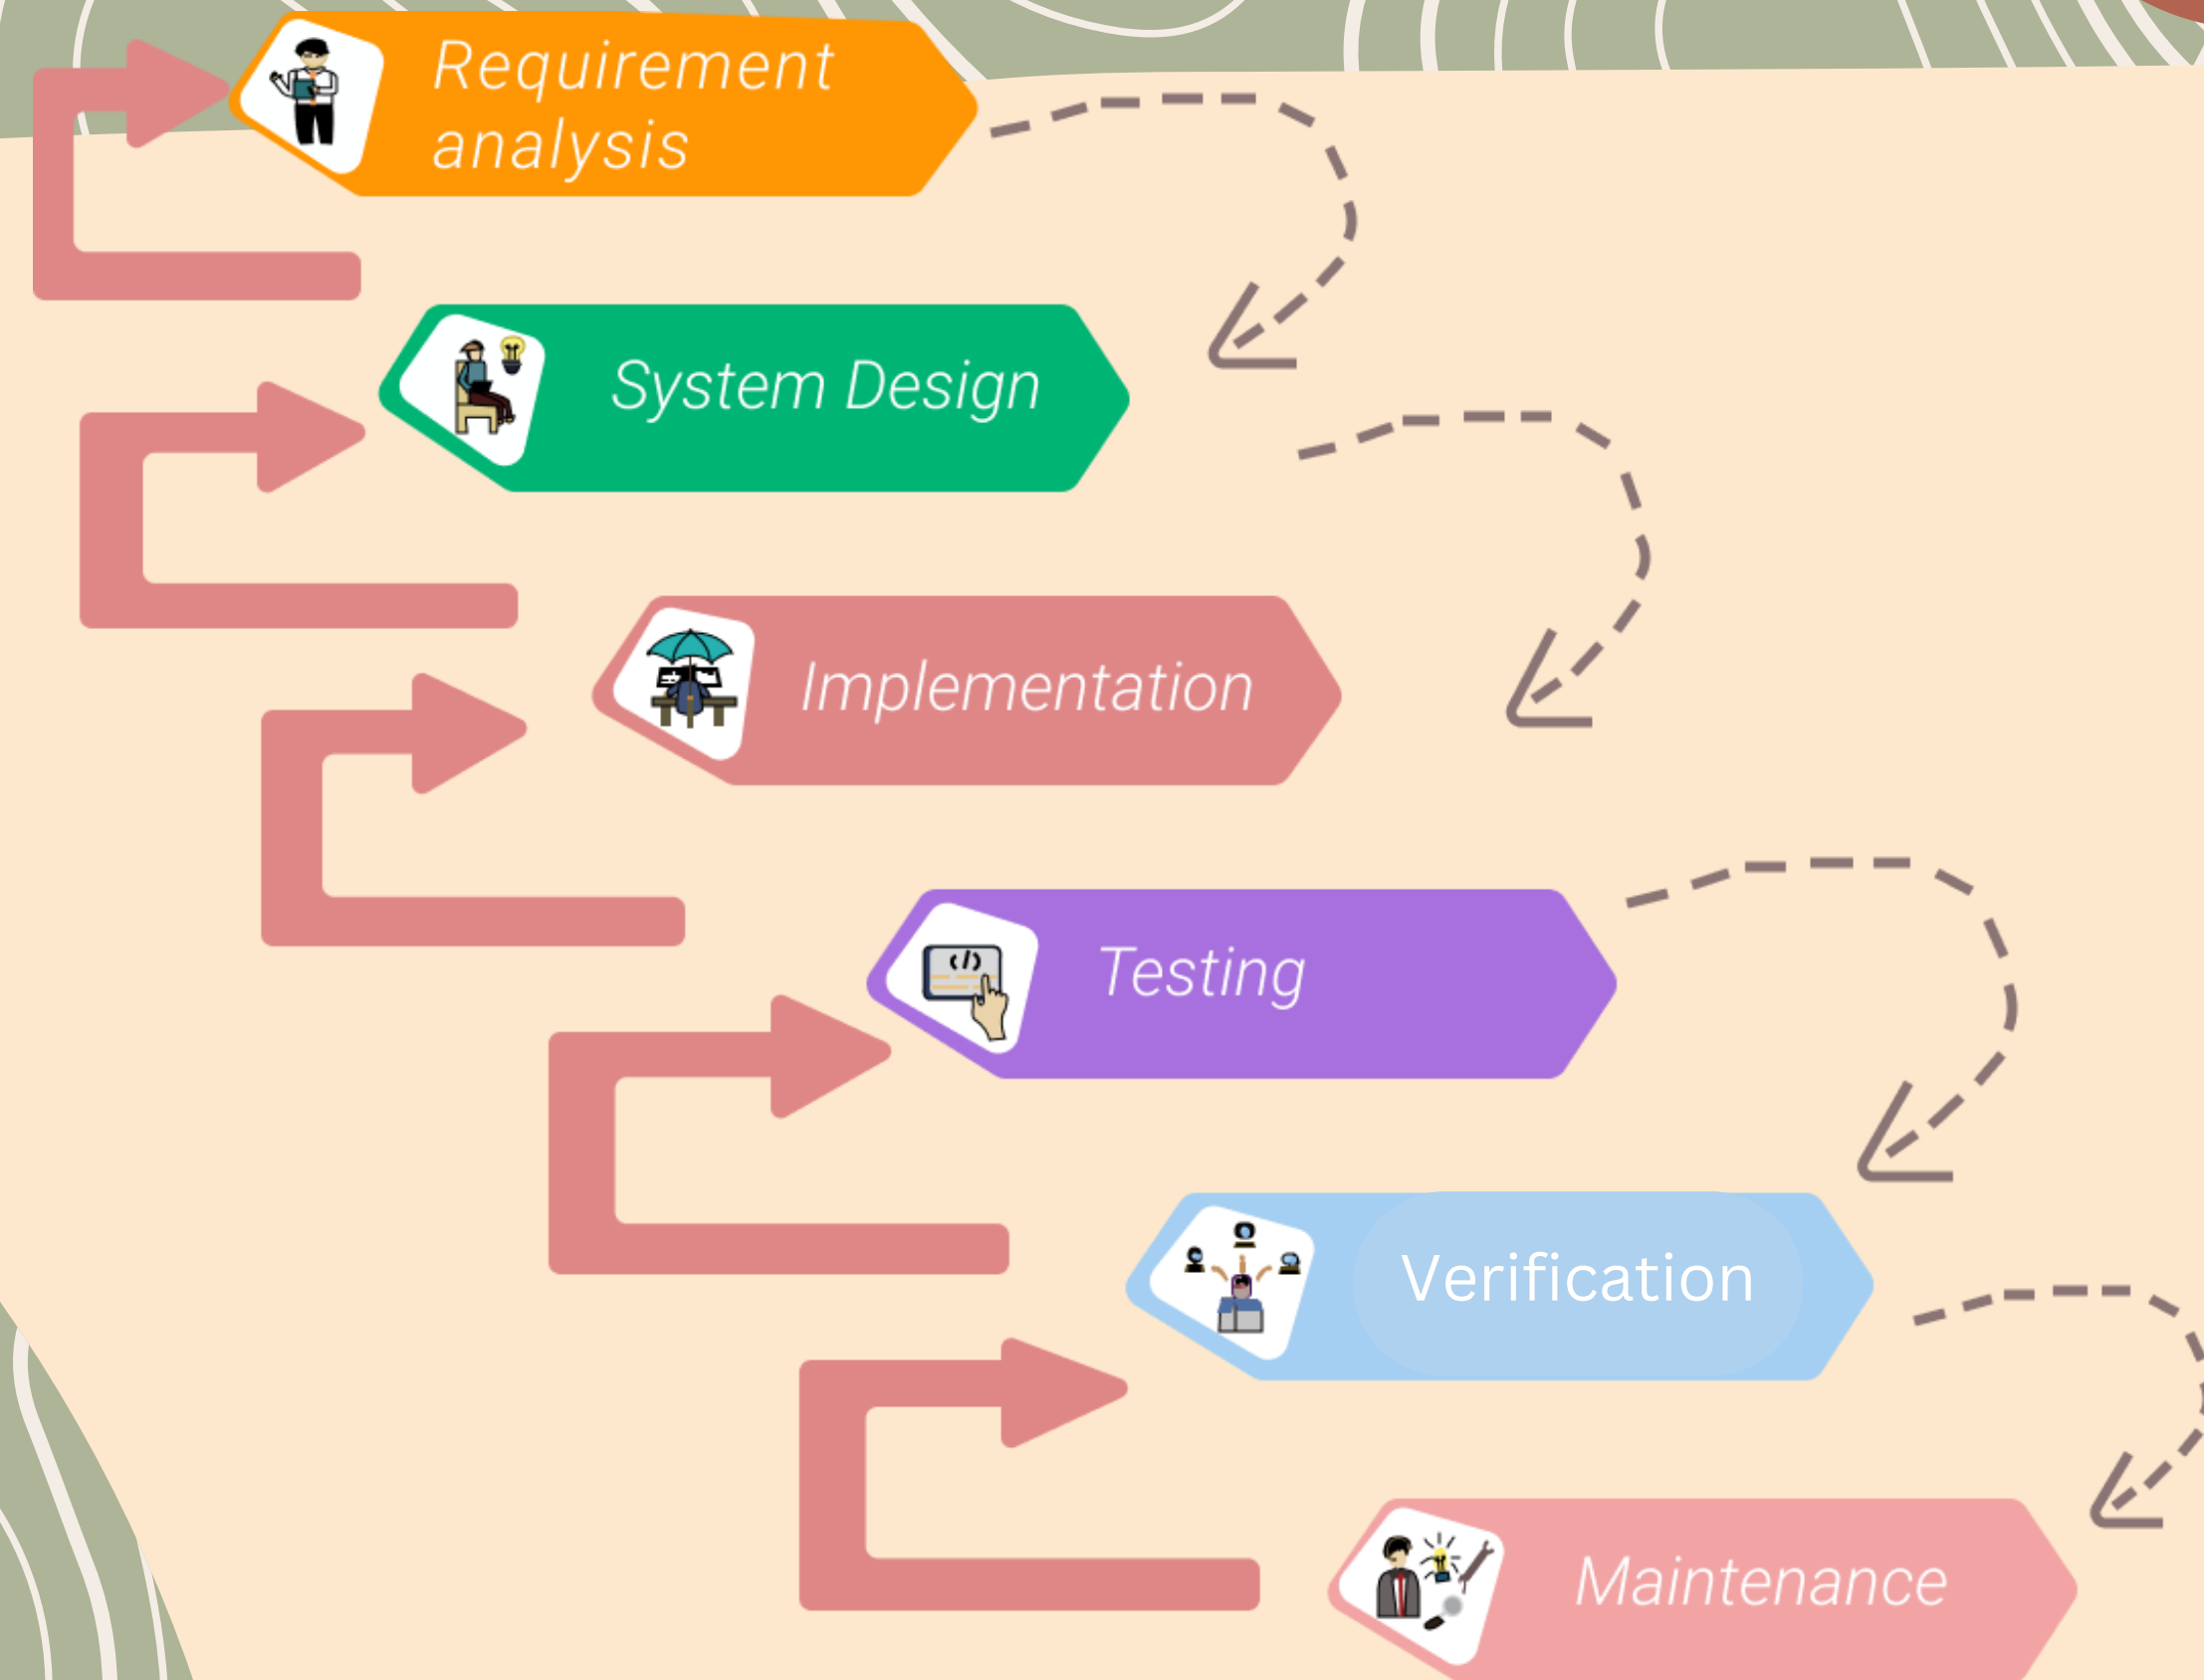 Requirement
analysis
System Design
Implementation
Testing
Verification
Maintenance